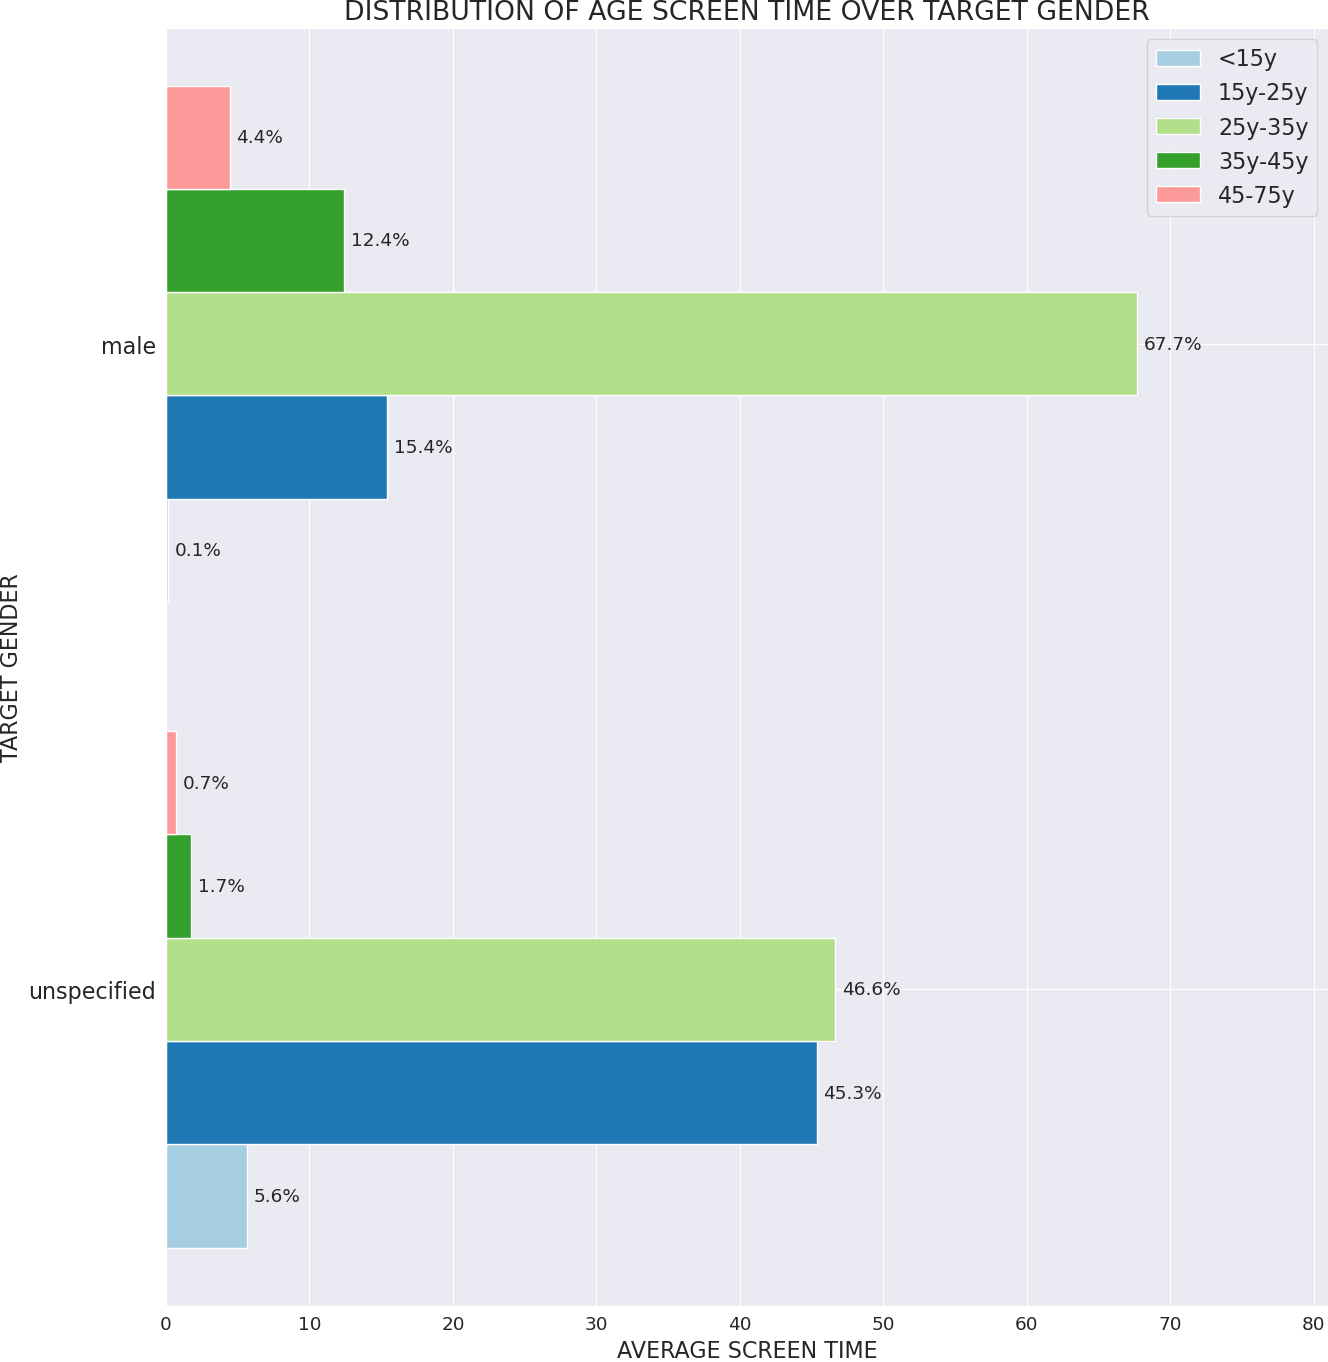 DISTRIBUTION OF AGE SCREEN TIME OVER TARGET GENDER
<15y
15y-25y
25y-35y
35y-45y
45-75y
4.4%
12.4%
male
67.7%
15.4%
0.1%
TARGET GENDER
0.7%
1.7%
unspecified
46.6%
45.3%
5.6%
0 10 20 30 40 50 60 70 80
AVERAGE SCREEN TIME